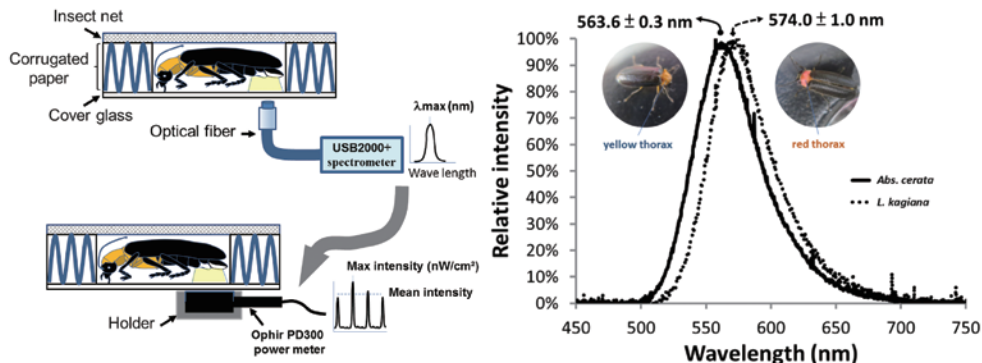 Insect net
Corrugated
paper
Cover glass
Optical fiber
USB2000+
spectrometer
λmax (nm)
Wave length
Max intensity (nW/cm²)
Mean intensity
Holder
Ophir PD300
power meter
563.6 ± 0.3 nm
574.0 ± 1.0 nm
Relative intensity
100%
90%
80%
70%
60%
50%
40%
30%
20%
10%
0%
yellow thorax
red thorax
Abs. cerata
L. kagiana
450 500 550 600 650 700 750
Wavelength (nm)